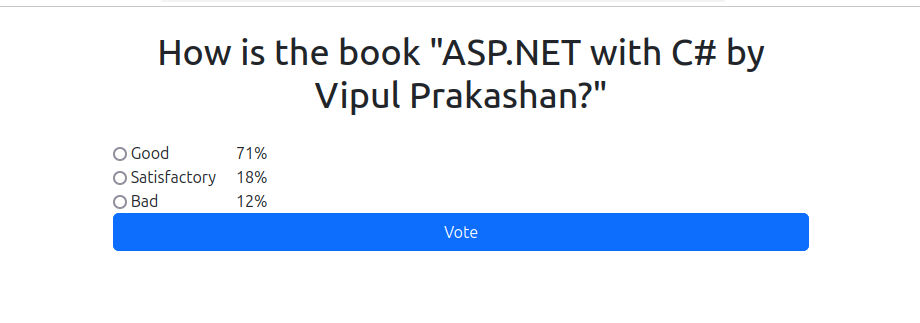 How is the book "ASP.NET with C# by
Vipul Prakashan?"
Good 71%
Satisfactory 18%
Bad 12%
Vote